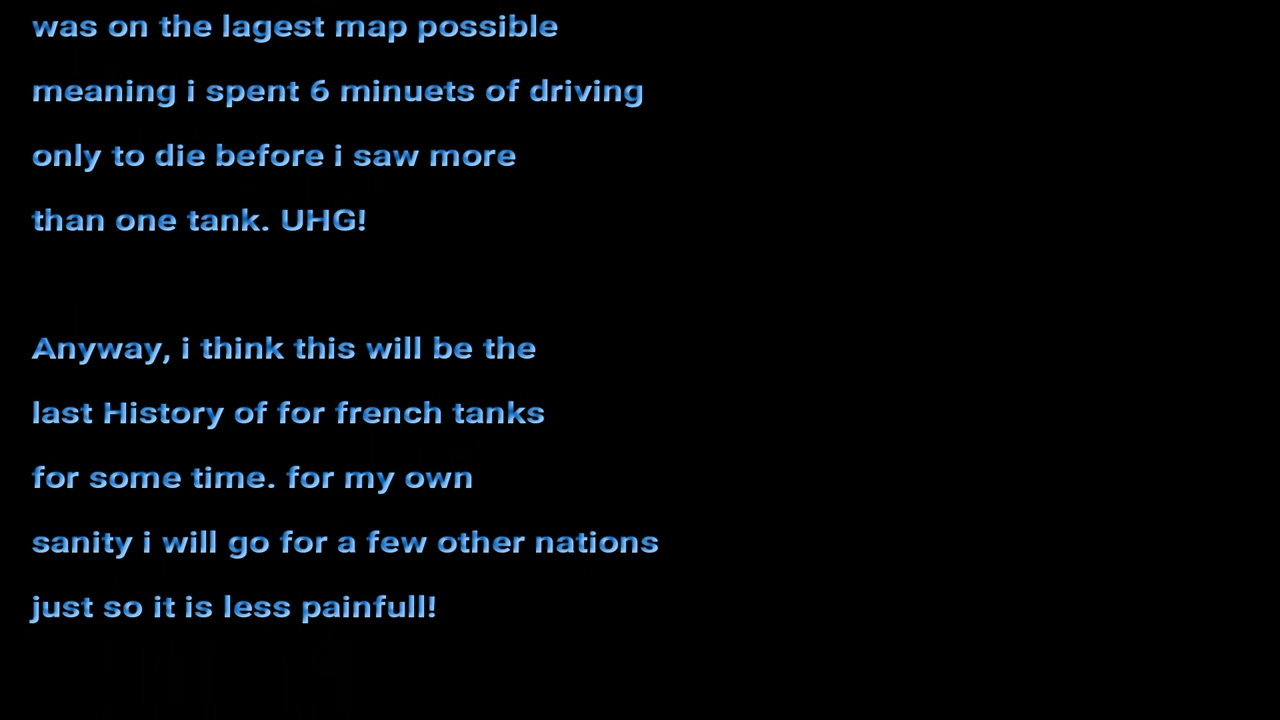 was on the lagest map possible
meaning i spent 6 minuets of driving
only to die before i saw more
than one tank. UHG!
Anyway, i think this will be the
last History of for french tanks
for some time. for my own
sanity i will go for a few other nations
just so it is less painfull!